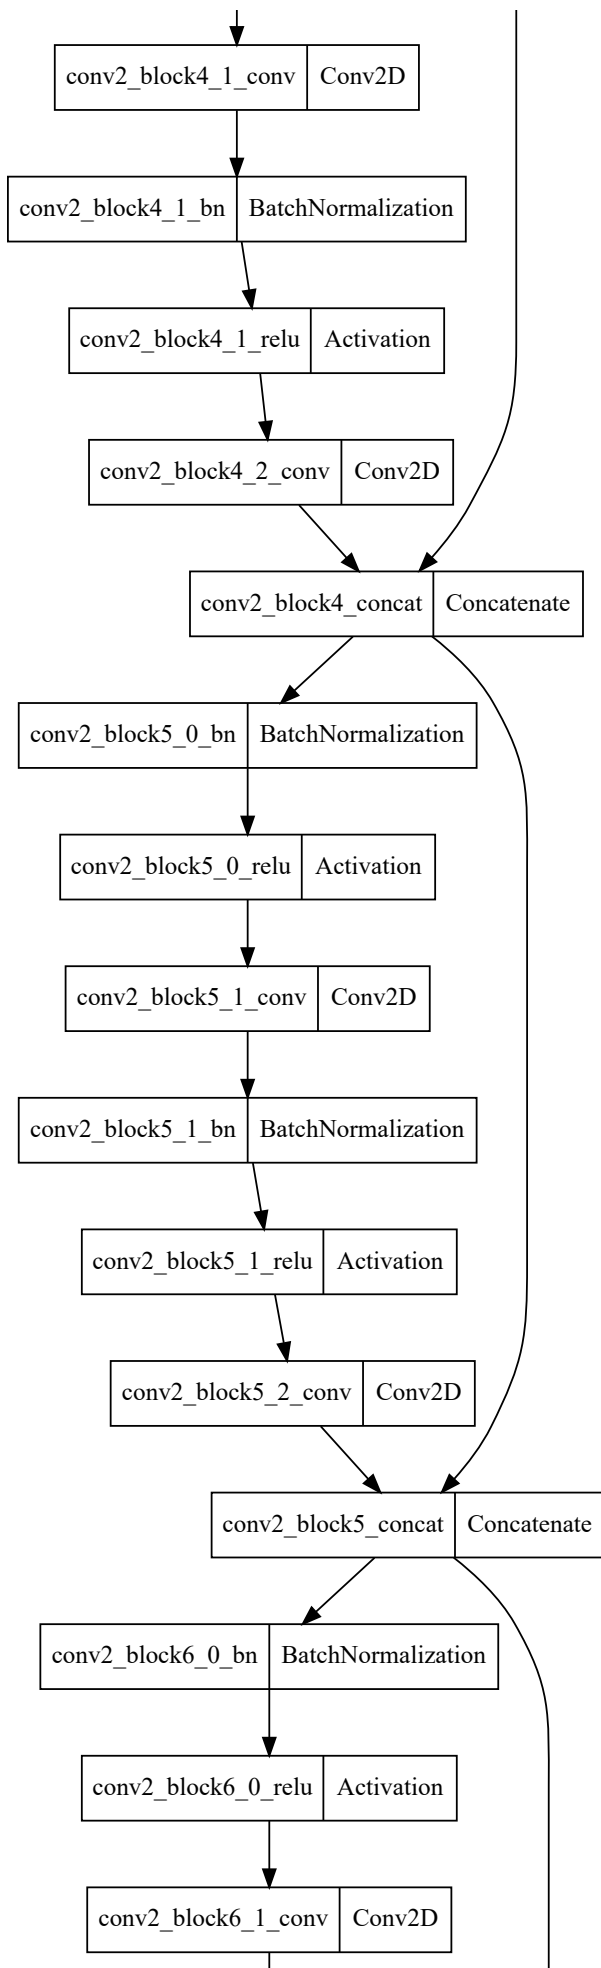 conv2_block4_1_conv Conv2D
conv2_block4_1_bn BatchNormalization
conv2_block4_1_relu Activation
conv2_block4_2_conv Conv2D
conv2_block4_concat Concatenate
conv2_block5_0_bn BatchNormalization
conv2_block5_0_relu Activation
conv2_block5_1_conv Conv2D
conv2_block5_1_bn BatchNormalization
conv2_block5_1_relu Activation
conv2_block5_2_conv Conv2D
conv2_block5_concat Concatenate
conv2_block6_0_bn BatchNormalization
conv2_block6_0_relu Activation
conv2_block6_1_conv Conv2D